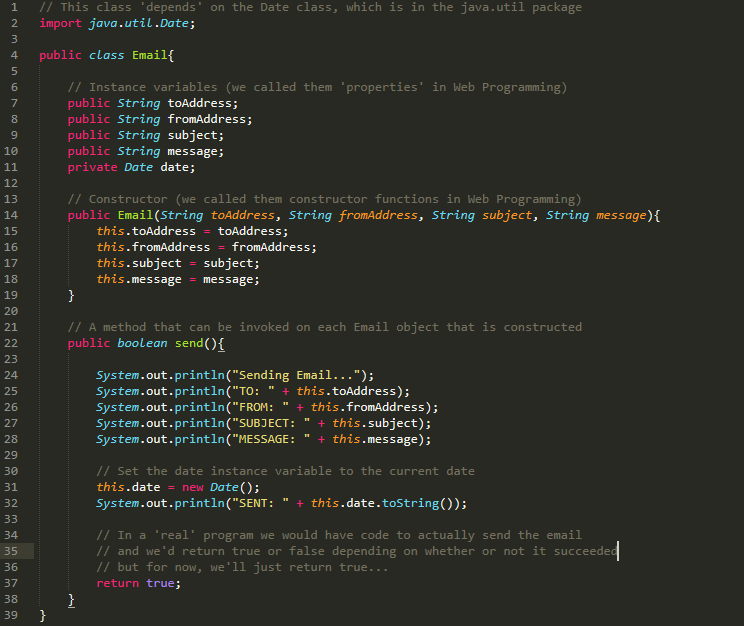 1 // This class 'depends' on the Date class, which is in the java.util package
2 import java.util.Date;
3
4 public class Email{
5
6 // Instance variables (we called them 'properties' in Web Programming)
7 public String toAddress;
8 public String fromAddress;
9 public String subject;
10 public String message;
11 private Date date;
12
13 // Constructor (we called them constructor functions in Web Programming)
14 public Email(String toAddress, String fromAddress, String subject, String message){
15 this.toAddress = toAddress;
16 this.fromAddress = fromAddress;
17 this.subject = subject;
18 this.message = message;
19 }
20
21 // A method that can be invoked on each Email object that is constructed
22 public boolean send(){
23
24 System.out.println("Sending Email...");
25 System.out.println("TO: " + this.toAddress);
26 System.out.println("FROM: " + this.fromAddress);
27 System.out.println("SUBJECT: " + this.subject);
28 System.out.println("MESSAGE: " + this.message);
29
30 // Set the date instance variable to the current date
31 this.date = new Date();
32 System.out.println("SENT: " + this.date.toString());
33
34 // In a 'real' program we would have code to actually send the email
35 // and we'd return true or false depending on whether or not it succeeded
36 // but for now, we'll just return true...
37 return true;
38 }
39 }